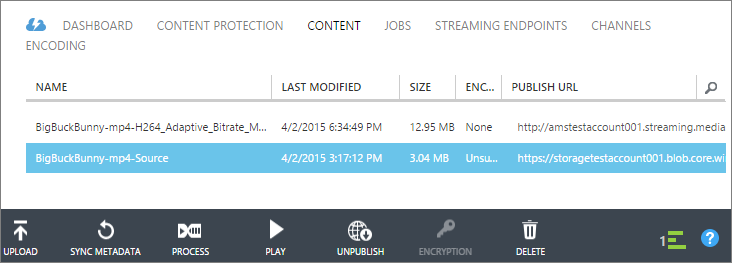 DASHBOARD CONTENT PROTECTION CONTENT JOBS STREAMING ENDPOINTS CHANNELS
ENCODING
NAME LAST MODIFIED SIZE ENC... PUBLISH URL
BigBuckBunny-mp4-H264_Adaptive_Bitrate_M... 4/2/2015 6:34:49 PM 12.95 MB None http://amstestaccount001.streaming.media
BigBuckBunny-mp4-Source 4/2/2015 3:17:12 PM 3.04 MB Unsu... https://storagetestaccount001.blob.core.wi
UPLOAD SYNC METADATA PROCESS PLAY UNPUBLISH ENCRYPTION DELETE 1 ?